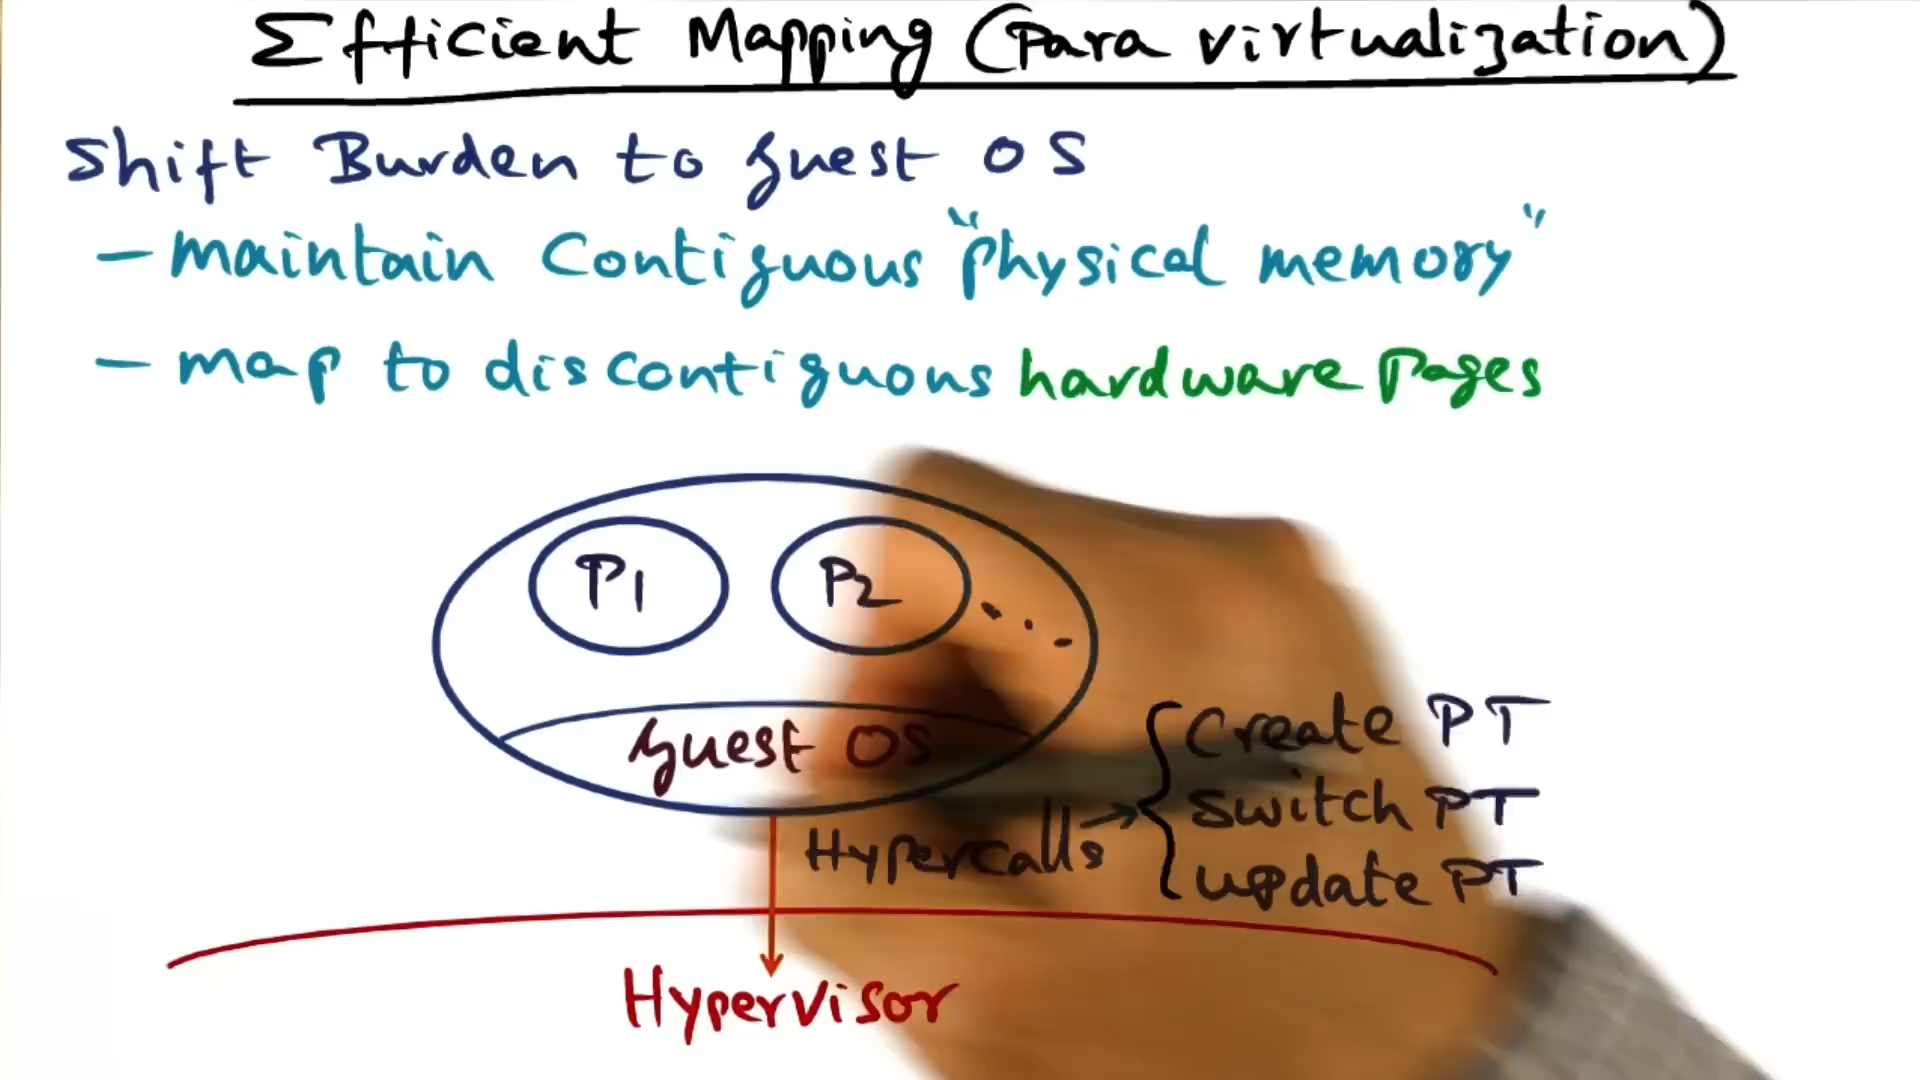 Efficient Mapping (Para virtualization)
Shift Burden to guest OS
- maintain contiguous "physical memory"
- map to discontiguous hardware pages
P1 P2 ...
guest OS
Hypercalls → { Create PT
switch PT
update PT
Hypervisor